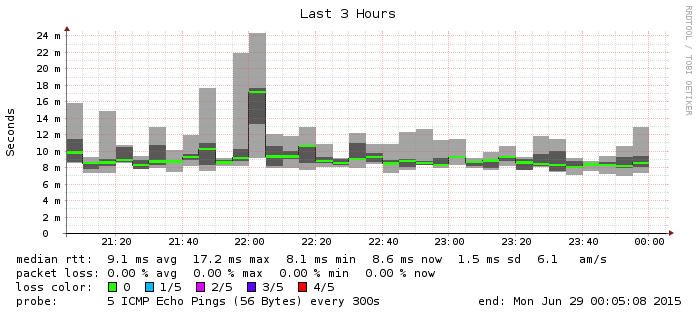 Last 3 Hours
RRDTOOL / TOBI OETIKER
Seconds
24 m
22 m
20 m
18 m
16 m
14 m
12 m
10 m
8 m
6 m
4 m
2 m
0
21:20 21:40 22:00 22:20 22:40 23:00 23:20 23:40 00:00
median rtt: 9.1 ms avg 17.2 ms max 8.1 ms min 8.6 ms now 1.5 ms sd 6.1 am/s
packet loss: 0.00 % avg 0.00 % max 0.00 % min 0.00 % now
loss color: 0 1/5 2/5 3/5 4/5
probe: 5 ICMP Echo Pings (56 Bytes) every 300s end: Mon Jun 29 00:05:08 2015